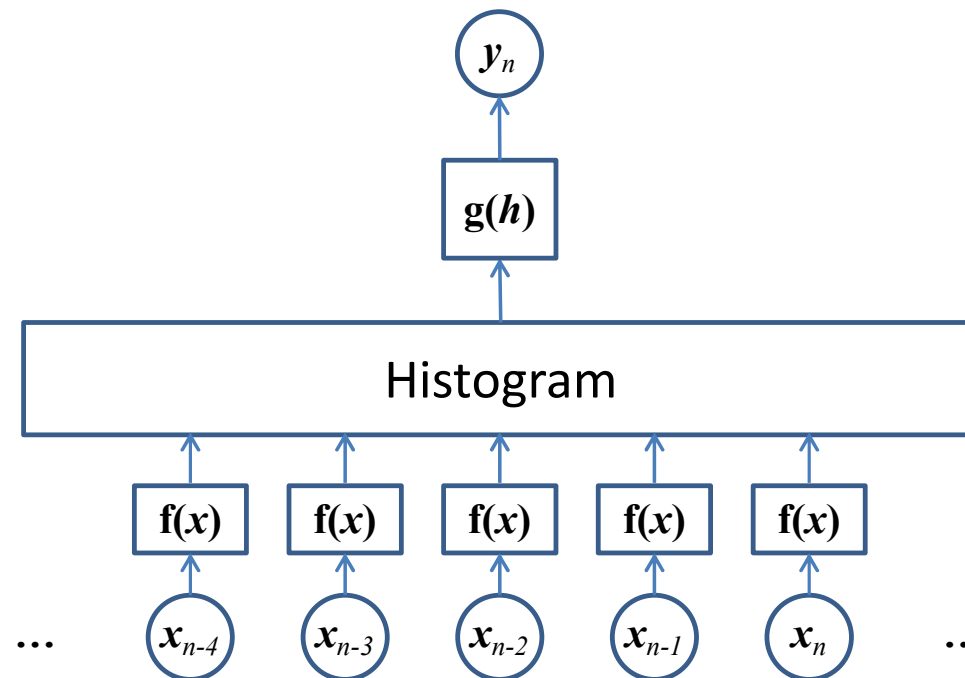 yn
g(h)
Histogram
f(x) f(x) f(x) f(x) f(x)
... xn-4 xn-3 xn-2 xn-1 xn ...